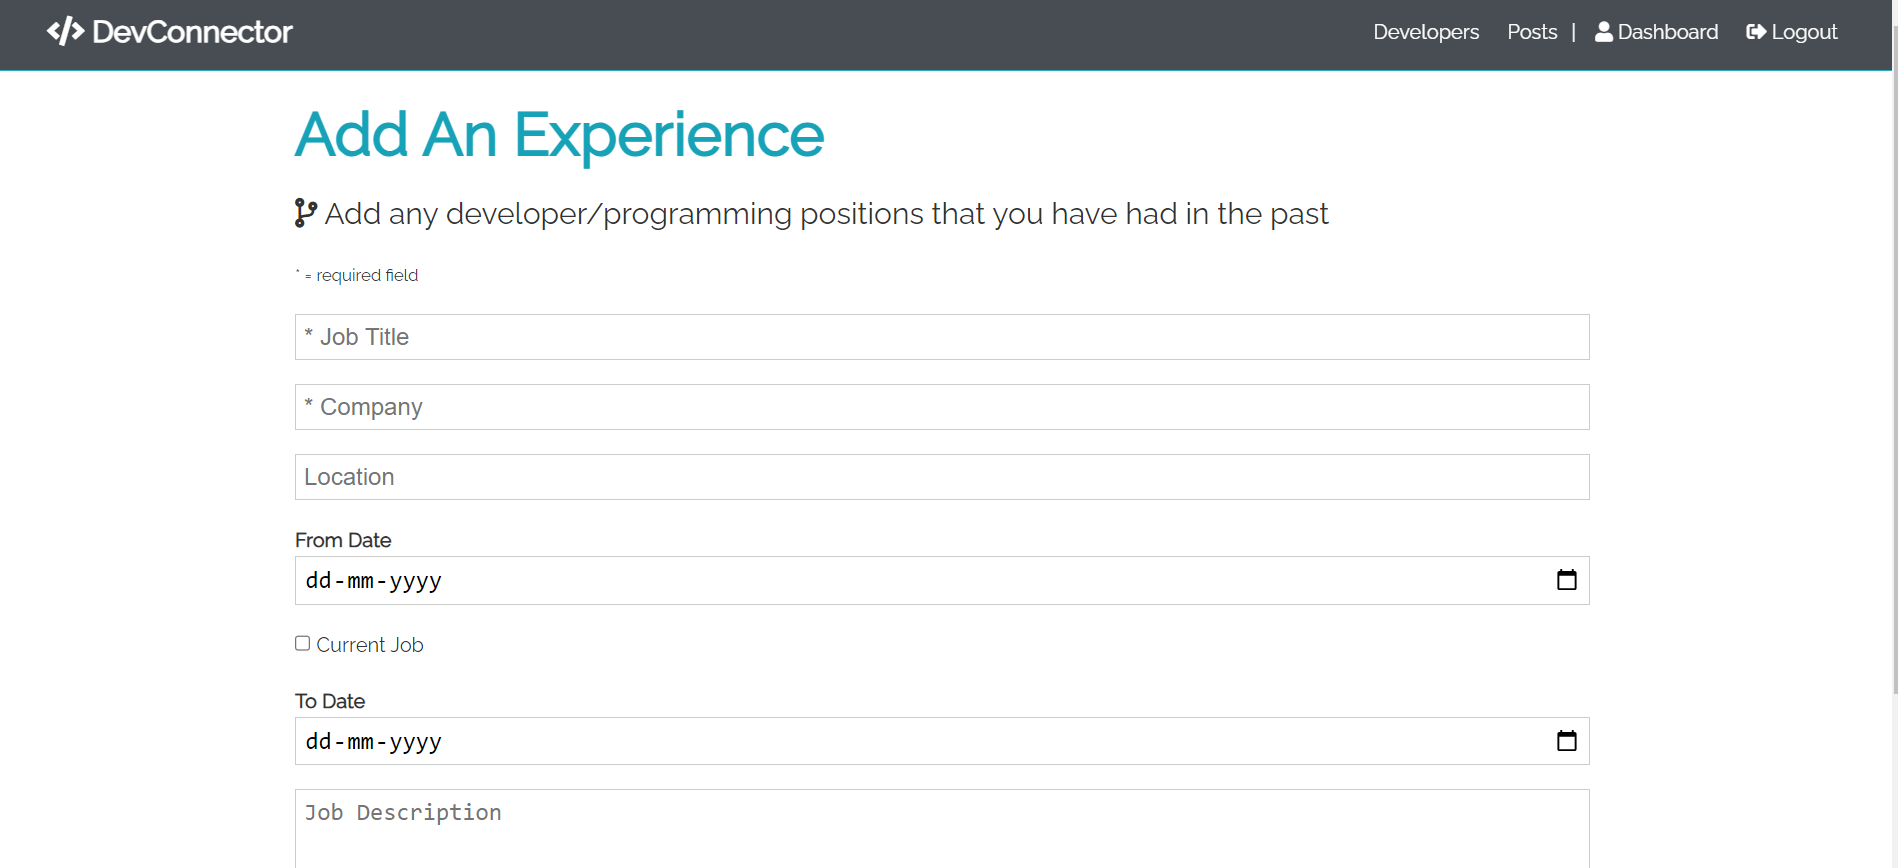 DevConnector Developers Posts | Dashboard Logout
Add An Experience
Add any developer/programming positions that you have had in the past
* = required field
* Job Title
* Company
Location
From Date
dd-mm-yyyy
Current Job
To Date
dd-mm-yyyy
Job Description